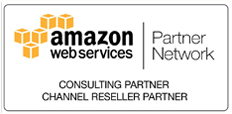 amazon
webservices
Partner
Network
CONSULTING PARTNER
CHANNEL RESELLER PARTNER